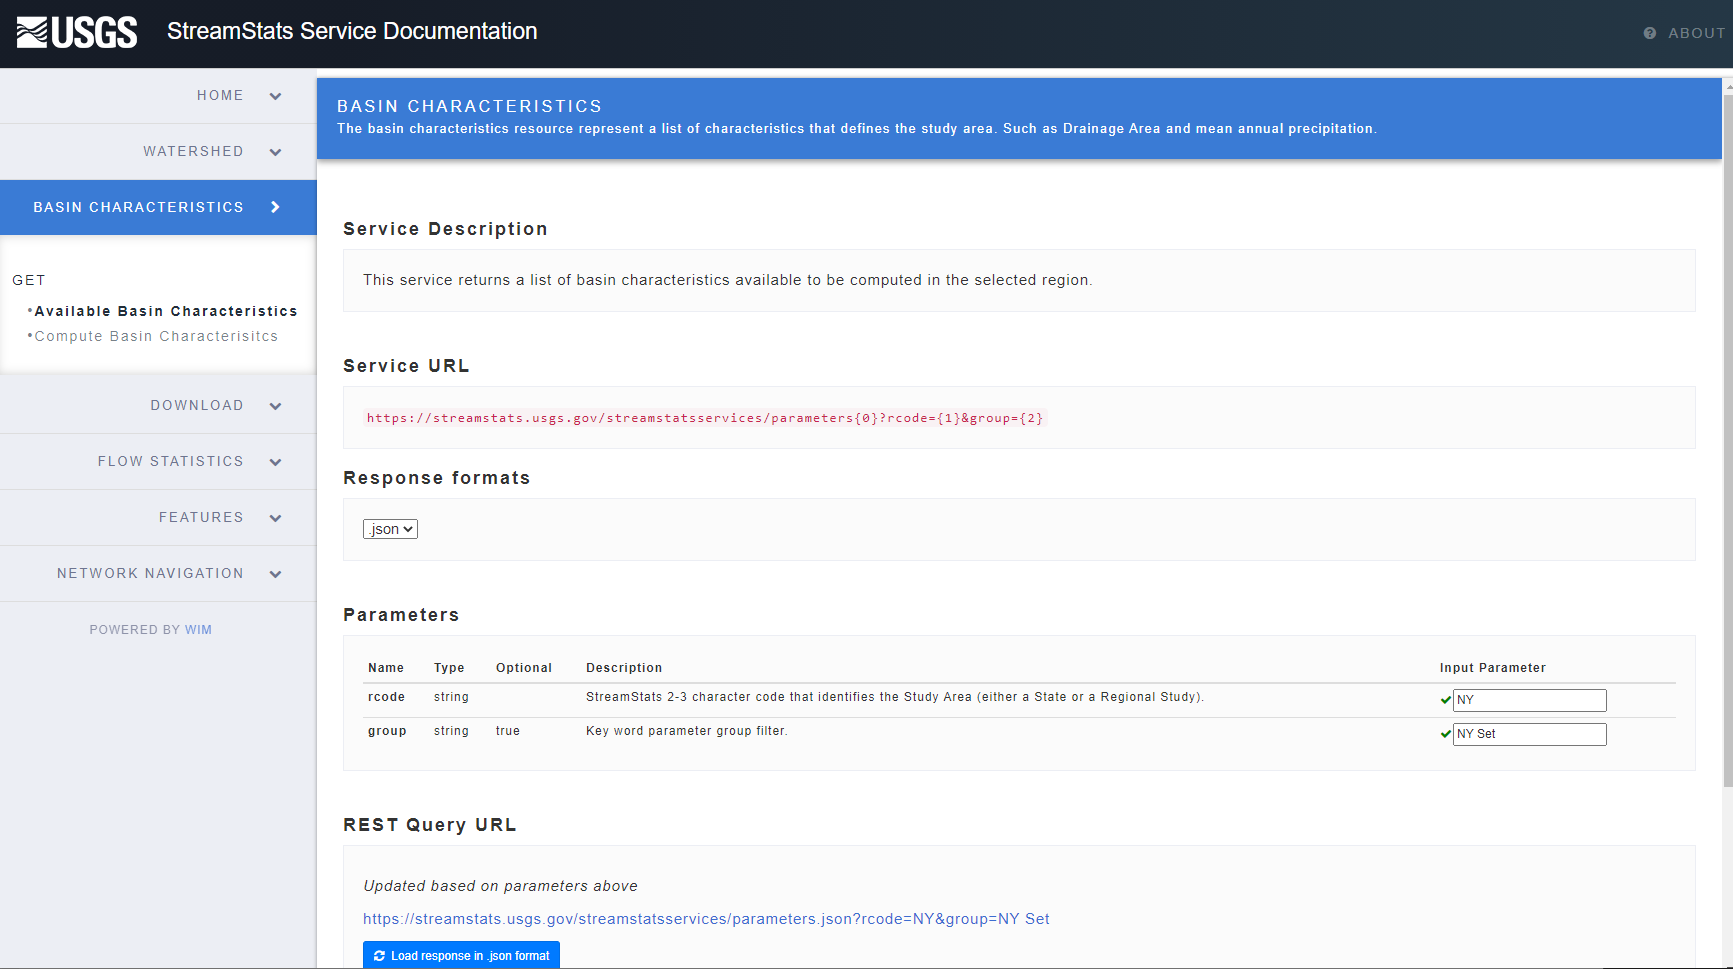 USGS
StreamStats Service Documentation
ABOUT
HOME
WATERSHED
BASIN CHARACTERISTICS
GET
•Available Basin Characteristics
•Compute Basin Characterisitcs
DOWNLOAD
FLOW STATISTICS
FEATURES
NETWORK NAVIGATION
POWERED BY WIM
BASIN CHARACTERISTICS
The basin characteristics resource represent a list of characteristics that defines the study area. Such as Drainage Area and mean annual precipitation.
Service Description
This service returns a list of basin characteristics available to be computed in the selected region.
Service URL
https://streamstats.usgs.gov/streamstatsservices/parameters{0}?rcode={1}&group={2}
Response formats
.json
Parameters
Name Type Optional Description Input Parameter
rcode string StreamStats 2-3 character code that identifies the Study Area (either a State or a Regional Study). NY
group string true Key word parameter group filter. NY Set
REST Query URL
Updated based on parameters above
https://streamstats.usgs.gov/streamstatsservices/parameters.json?rcode=NY&group=NY Set
Load response in .json format